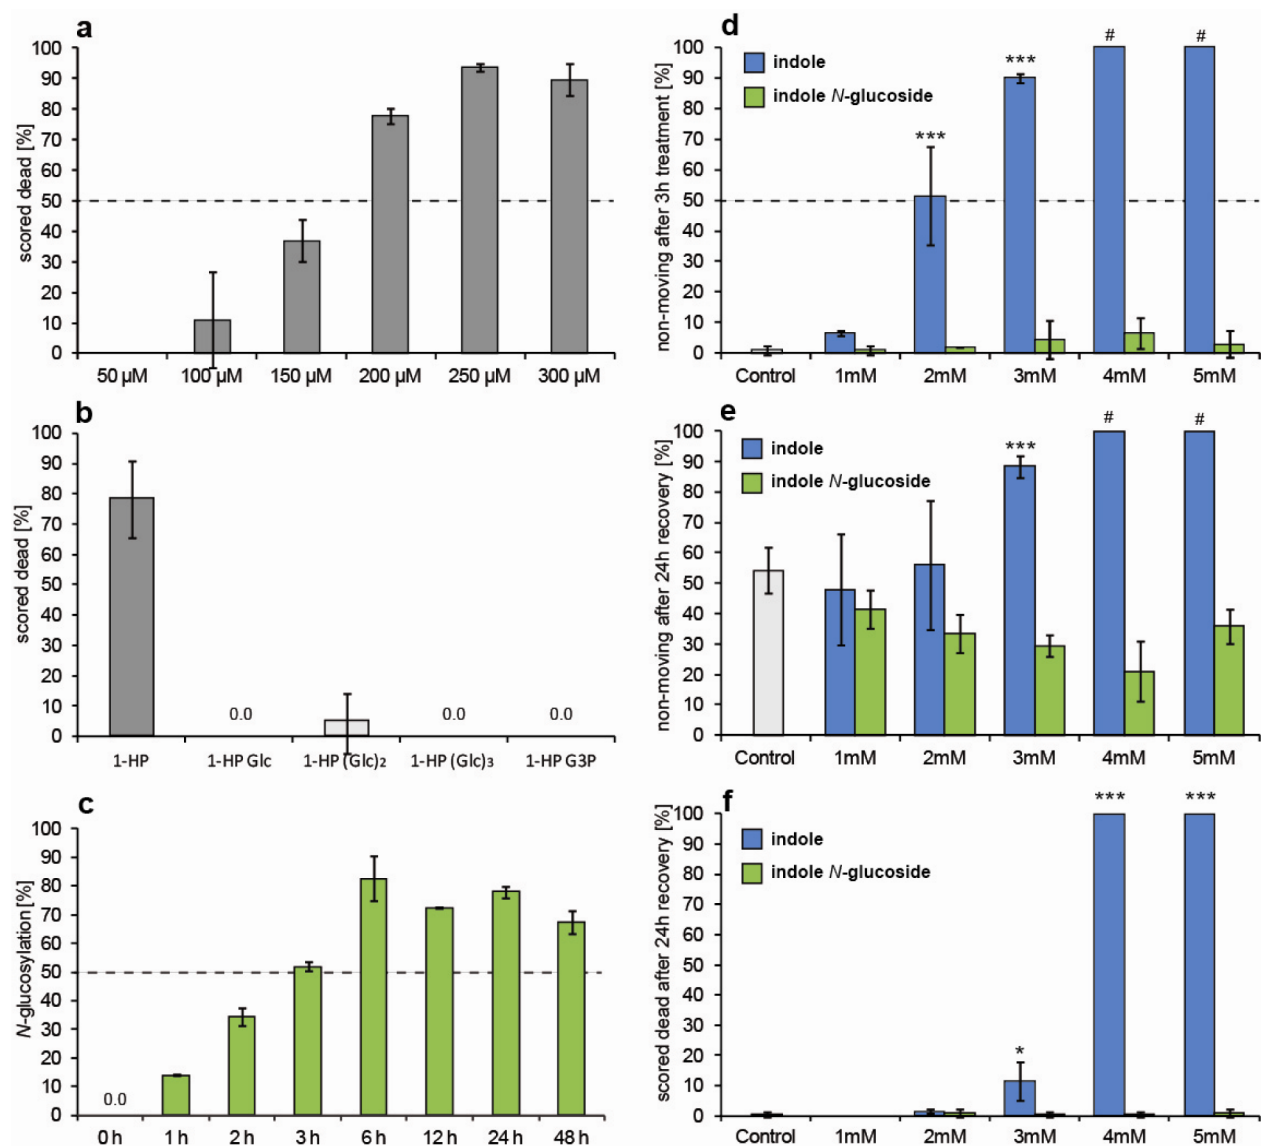 a
scored dead [%]
100
90
80
70
60
50
40
30
20
10
0
50 µM 100 µM 150 µM 200 µM 250 µM 300 µM
b
scored dead [%]
100
90
80
70
60
50
40
30
20
10
0
0.0 0.0 0.0
1-HP 1-HP Glc 1-HP (Glc)₂ 1-HP (Glc)₃ 1-HP G3P
c
N-glucosylation [%]
100
90
80
70
60
50
40
30
20
10
0
0.0
0 h 1 h 2 h 3 h 6 h 12 h 24 h 48 h
d
non-moving after 3h treatment [%]
100
90
80
70
60
50
40
30
20
10
0
indole
indole N-glucoside
*** *** # #
Control 1mM 2mM 3mM 4mM 5mM
e
non-moving after 24h recovery [%]
100
90
80
70
60
50
40
30
20
10
0
indole
indole N-glucoside
*** # #
Control 1mM 2mM 3mM 4mM 5mM
f
scored dead after 24h recovery [%]
100
90
80
70
60
50
40
30
20
10
0
indole
indole N-glucoside
* *** ***
Control 1mM 2mM 3mM 4mM 5mM